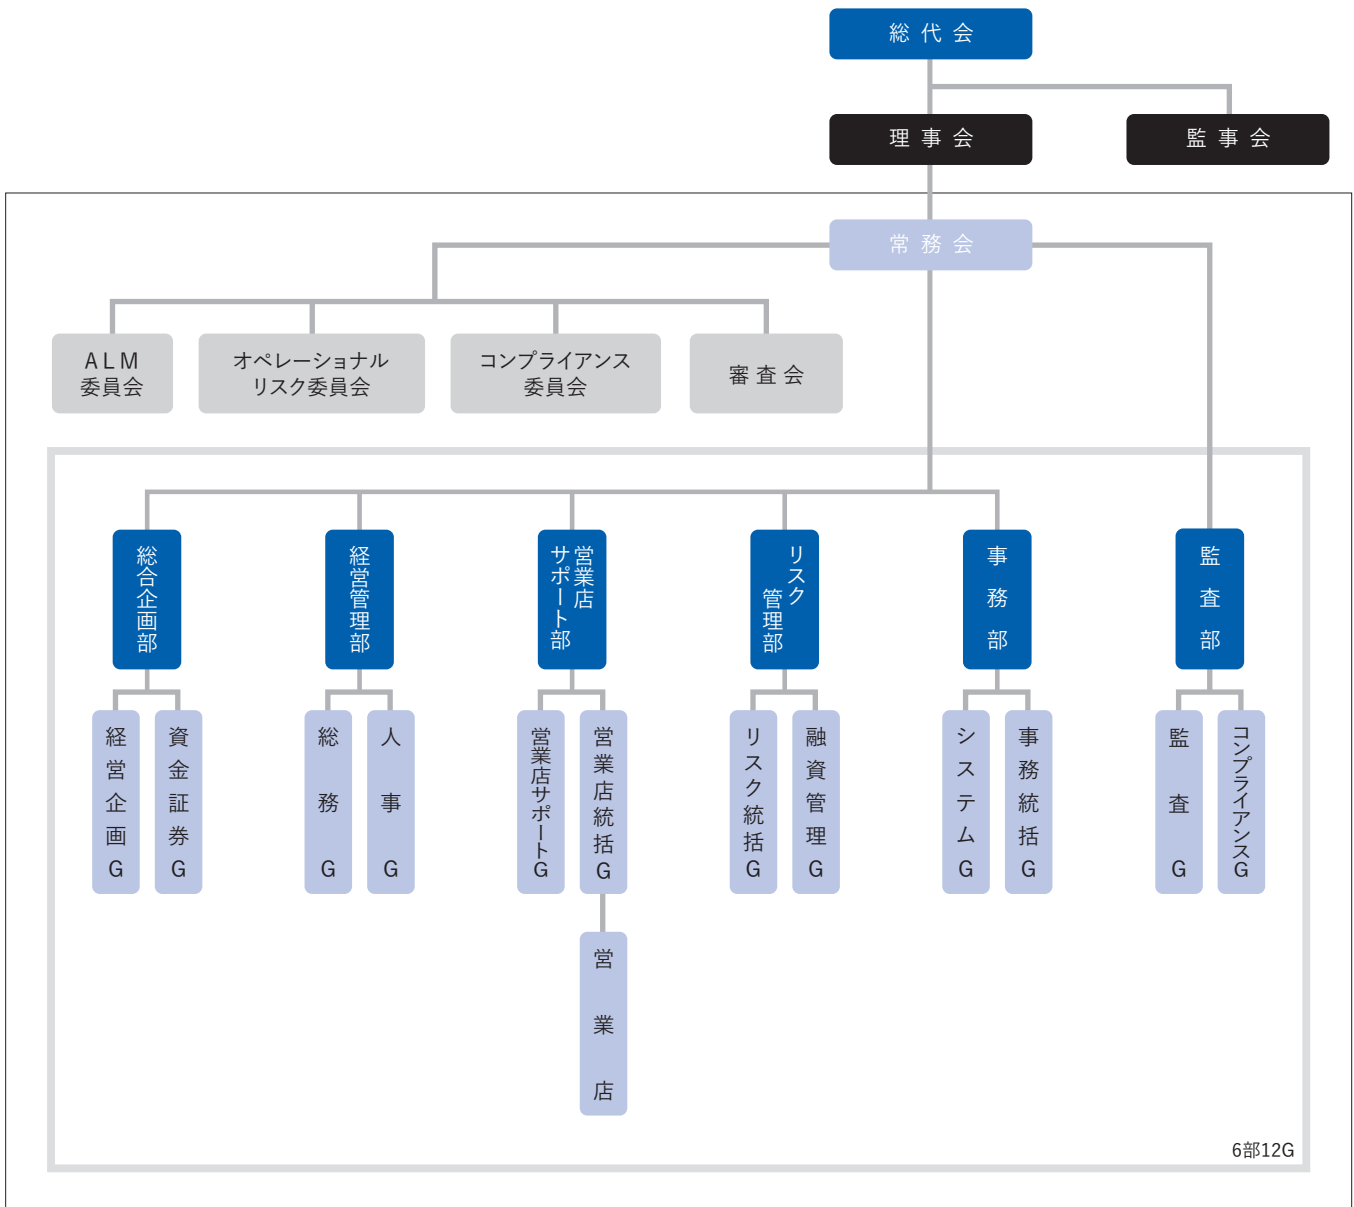 総代会
理事会
監事会
常務会
ALM
委員会
オペレーショナル
リスク委員会
コンプライアンス
委員会
審査会
総合企画部
経営管理部
営業店
サポート部
リスク
管理部
事務部
監査部
経営企画G
資金証券G
総務G
人事G
営業店サポートG
営業店統括G
リスク統括G
融資管理G
システムG
事務統括G
監査G
コンプライアンスG
営業店
6部12G